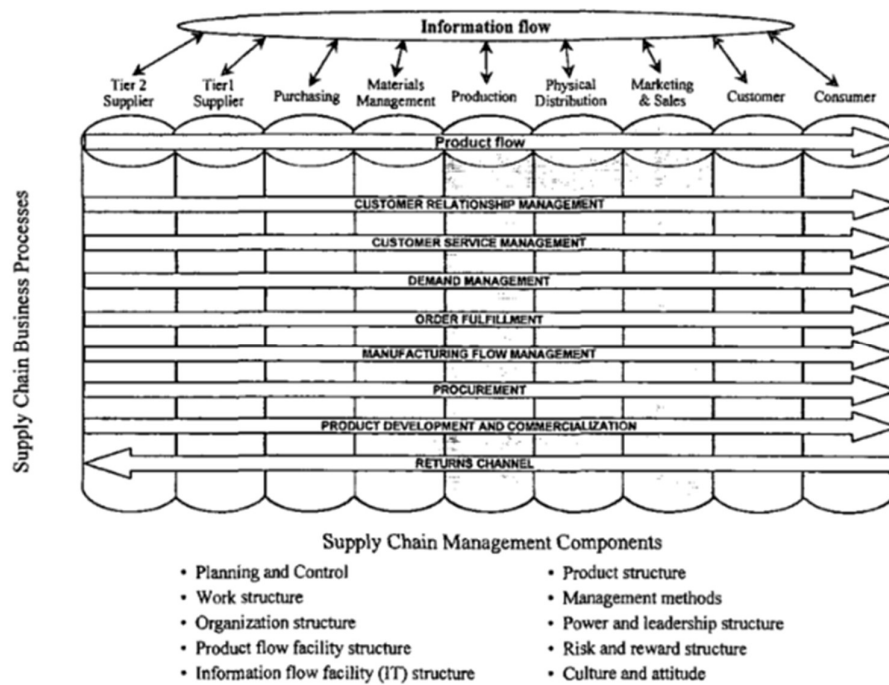 Information flow
Tier 2
Supplier
Tier1
Supplier
Purchasing
Materials
Management
Production
Physical
Distribution
Marketing
& Sales
Customer
Consumer
Product flow
Supply Chain Business Processes
CUSTOMER RELATIONSHIP MANAGEMENT
CUSTOMER SERVICE MANAGEMENT
DEMAND MANAGEMENT
ORDER FULFILLMENT
MANUFACTURING FLOW MANAGEMENT
PROCUREMENT
PRODUCT DEVELOPMENT AND COMMERCIALIZATION
RETURNS CHANNEL
Supply Chain Management Components
• Planning and Control
• Work structure
• Organization structure
• Product flow facility structure
• Information flow facility (IT) structure
• Product structure
• Management methods
• Power and leadership structure
• Risk and reward structure
• Culture and attitude